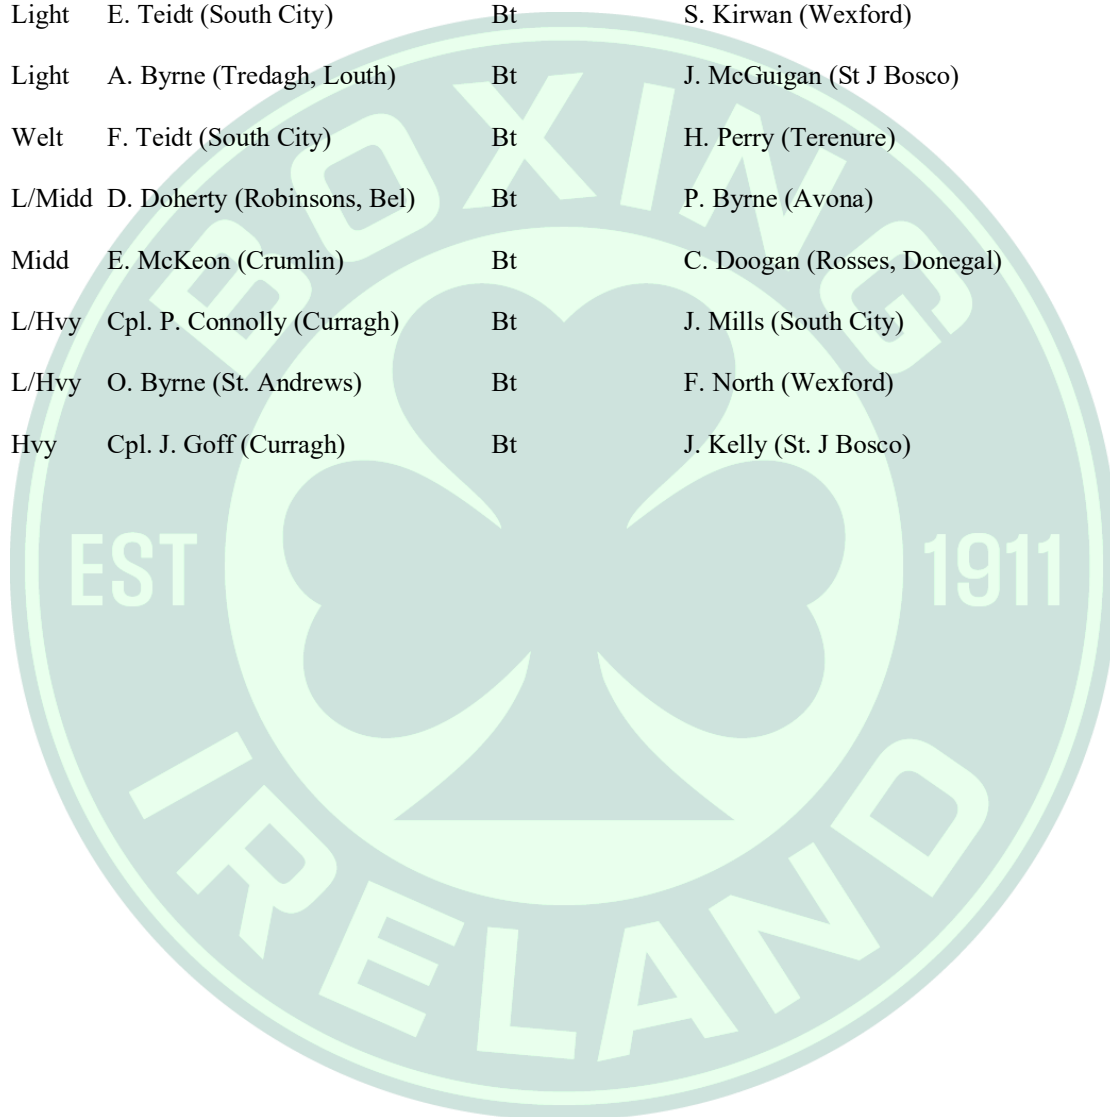 Light E. Teidt (South City) Bt S. Kirwan (Wexford)
Light A. Byrne (Tredagh, Louth) Bt J. McGuigan (St J Bosco)
Welt F. Teidt (South City) Bt H. Perry (Terenure)
L/Midd D. Doherty (Robinsons, Bel) Bt P. Byrne (Avona)
Midd E. McKeon (Crumlin) Bt C. Doogan (Rosses, Donegal)
L/Hvy Cpl. P. Connolly (Curragh) Bt J. Mills (South City)
L/Hvy O. Byrne (St. Andrews) Bt F. North (Wexford)
Hvy Cpl. J. Goff (Curragh) Bt J. Kelly (St. J Bosco)
BOXING
EST 1911
IRELAND